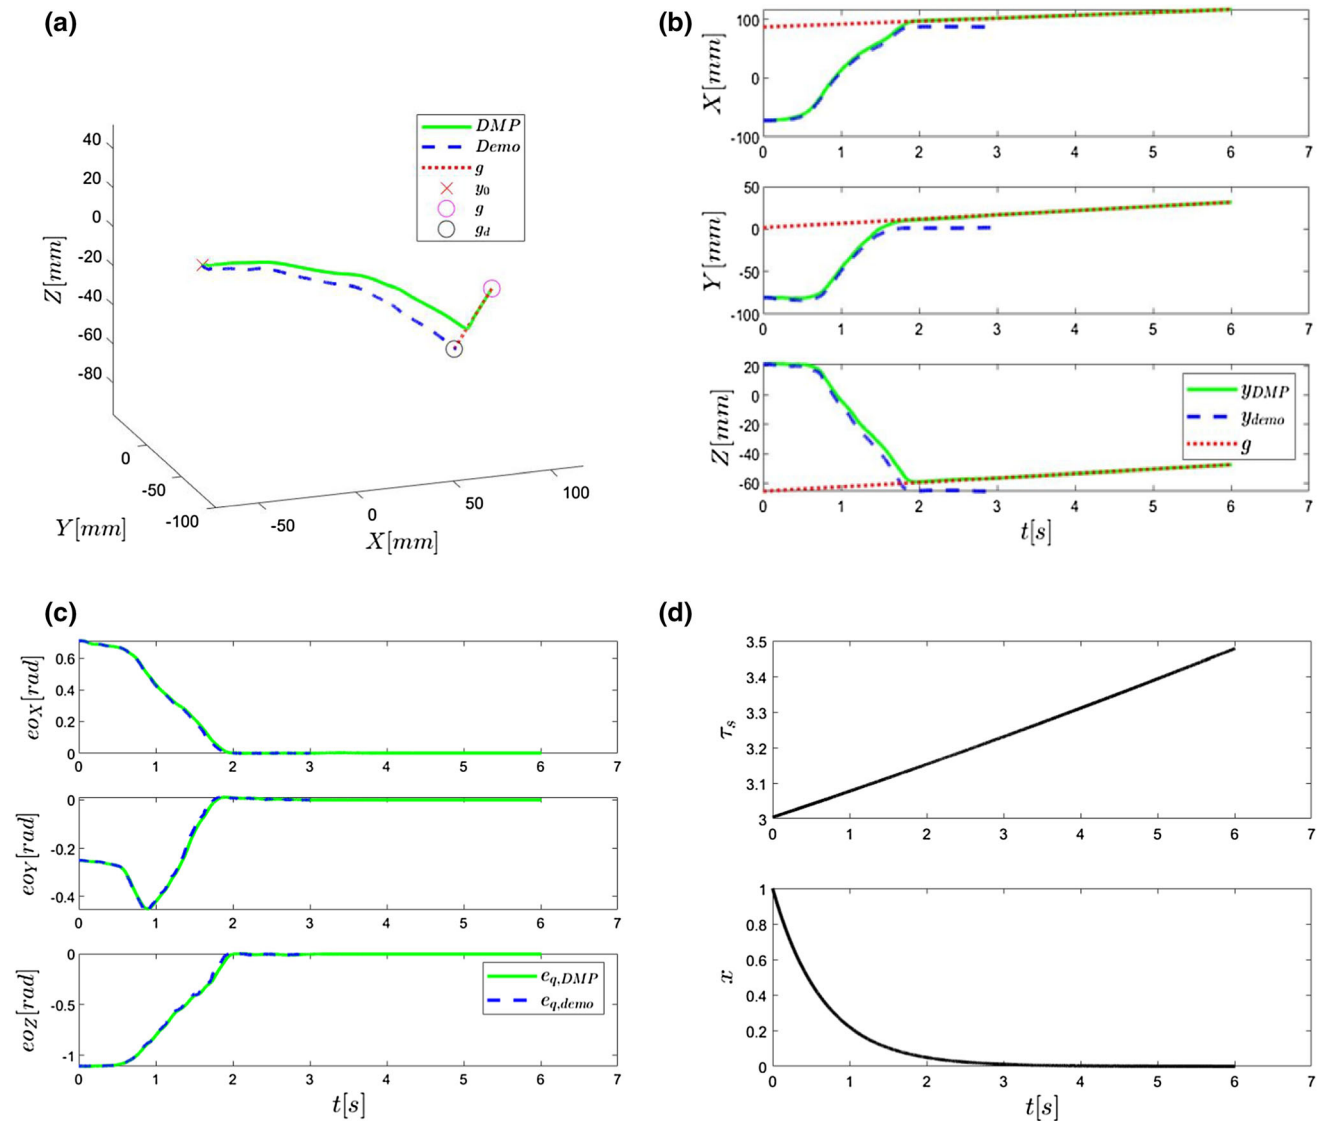 (a)
DMP
Demo
g
y0
g
gd
40
20
0
-20
-40
-60
-80
Z[mm]
0
-50
-100
Y[mm]
-50
0
50
100
X[mm]
(b)
100
0
-100
X[mm]
0 1 2 3 4 5 6 7
50
0
-50
-100
Y[mm]
0 1 2 3 4 5 6 7
20
0
-20
-40
-60
Z[mm]
yDMP
ydemo
g
0 1 2 3 4 5 6 7
t[s]
(c)
0.6
0.4
0.2
0
eoX[rad]
0 1 2 3 4 5 6 7
0
-0.2
-0.4
eoY[rad]
0 1 2 3 4 5 6 7
0
-0.5
-1
eoZ[rad]
eq,DMP
eq,demo
0 1 2 3 4 5 6 7
t[s]
(d)
3.5
3.4
3.3
3.2
3.1
3
τs
0 1 2 3 4 5 6 7
1
0.8
0.6
0.4
0.2
0
x
0 1 2 3 4 5 6 7
t[s]